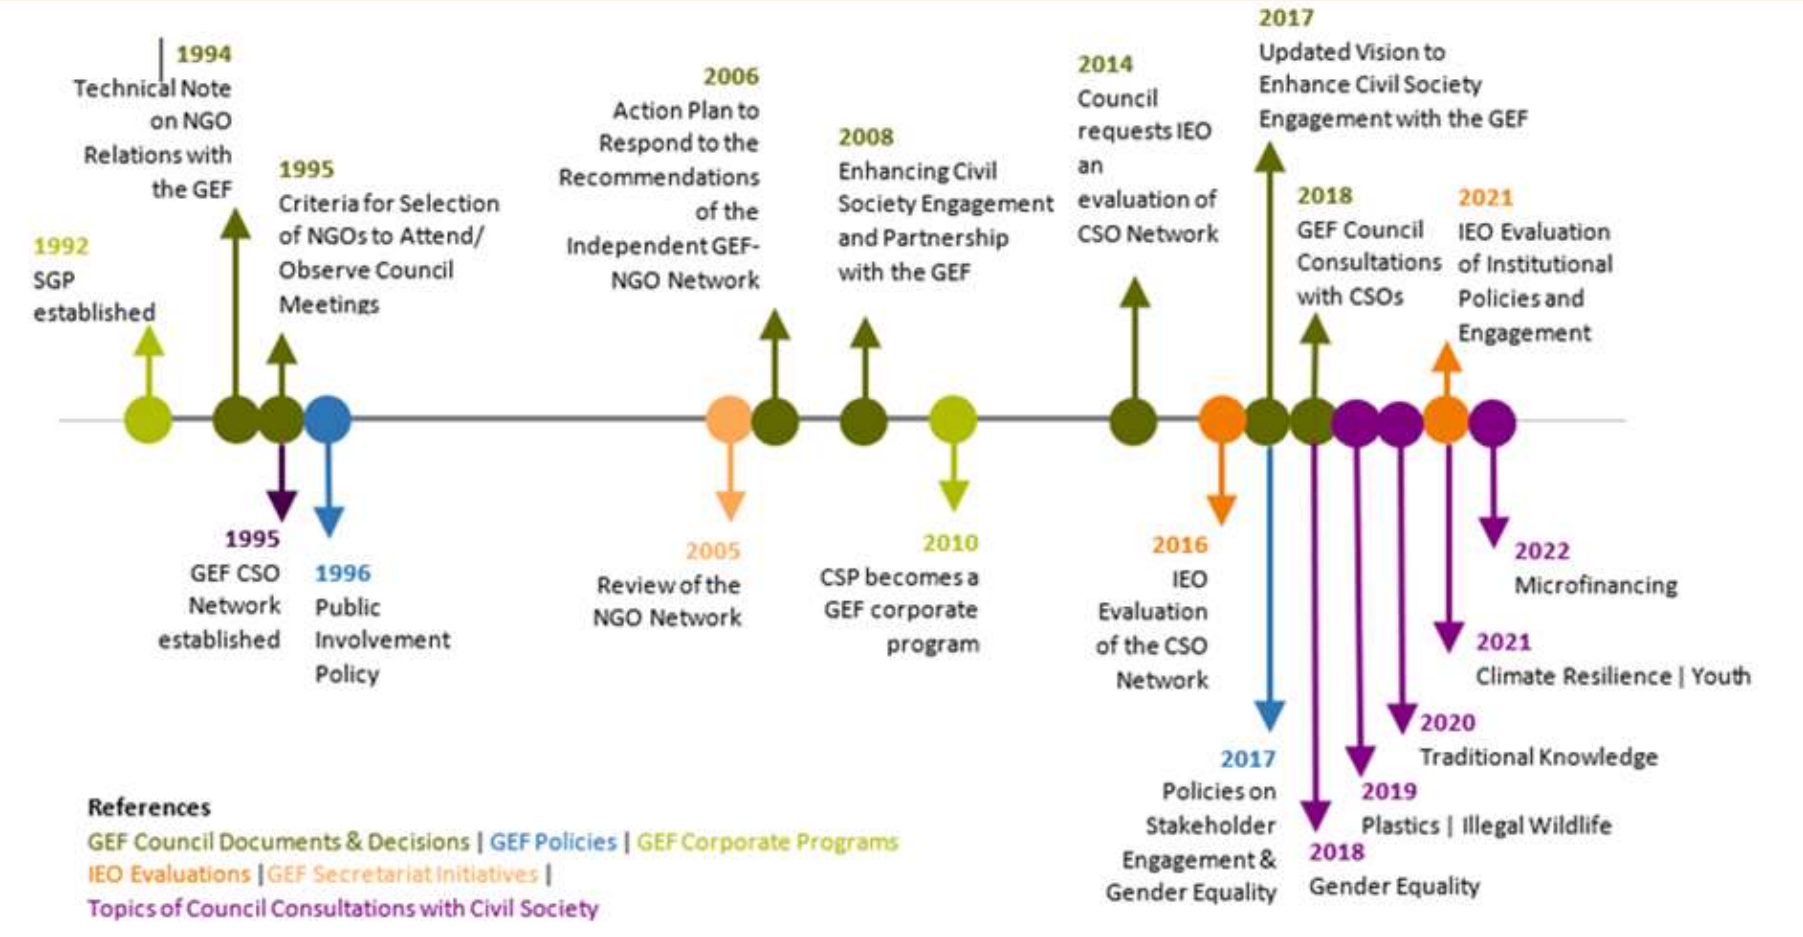 1992
SGP
established
1994
Technical Note
on NGO
Relations with
the GEF
1995
Criteria for Selection
of NGOs to Attend/
Observe Council
Meetings
1995
GEF CSO
Network
established
1996
Public
Involvement
Policy
2005
Review of the
NGO Network
2006
Action Plan to
Respond to the
Recommendations
of the
Independent GEF-
NGO Network
2008
Enhancing Civil
Society Engagement
and Partnership
with the GEF
2010
CSP becomes a
GEF corporate
program
2014
Council
requests IEO
an
evaluation of
CSO Network
2016
IEO
Evaluation
of the CSO
Network
2017
Updated Vision to
Enhance Civil Society
Engagement with the GEF
2017
Policies on
Stakeholder
Engagement &
Gender Equality
2018
GEF Council
Consultations
with CSOs
2018
Gender Equality
2019
Plastics | Illegal Wildlife
2020
Traditional Knowledge
2021
IEO Evaluation
of Institutional
Policies and
Engagement
2021
Climate Resilience | Youth
2022
Microfinancing
References
GEF Council Documents & Decisions | GEF Policies | GEF Corporate Programs
IEO Evaluations | GEF Secretariat Initiatives |
Topics of Council Consultations with Civil Society